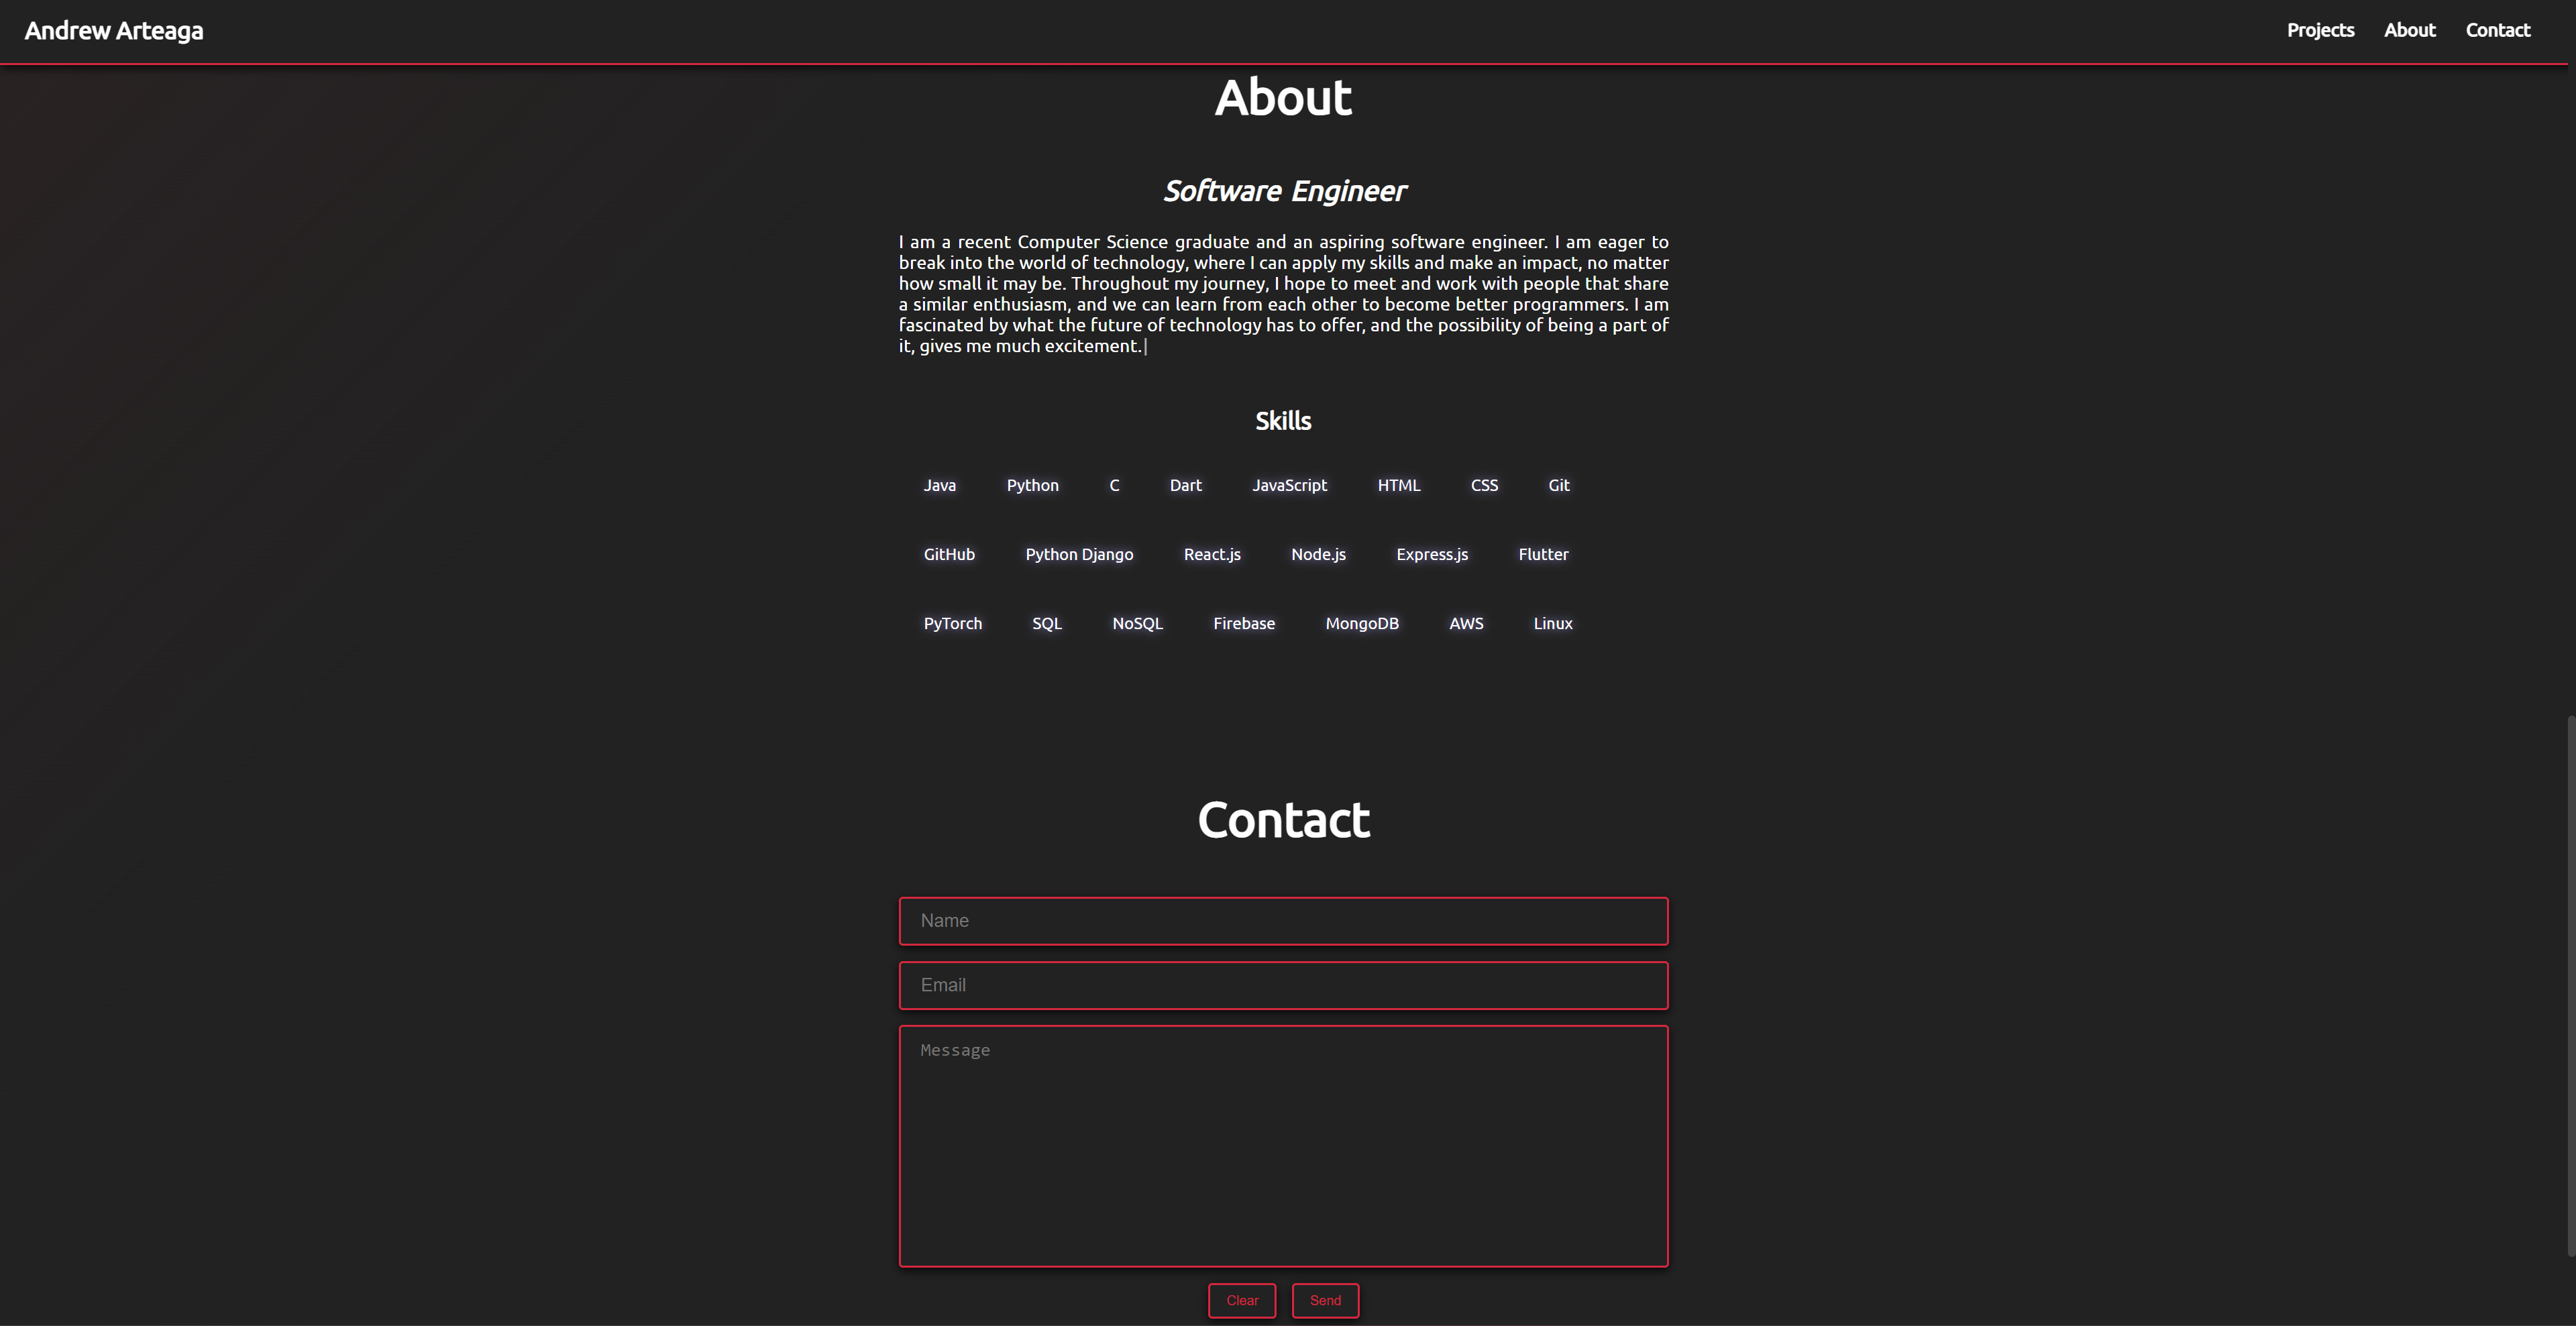 Andrew Arteaga Projects About Contact
About
Software Engineer
I am a recent Computer Science graduate and an aspiring software engineer. I am eager to
break into the world of technology, where I can apply my skills and make an impact, no matter
how small it may be. Throughout my journey, I hope to meet and work with people that share
a similar enthusiasm, and we can learn from each other to become better programmers. I am
fascinated by what the future of technology has to offer, and the possibility of being a part of
it, gives me much excitement.|
Skills
Java Python C Dart JavaScript HTML CSS Git
GitHub Python Django React.js Node.js Express.js Flutter
PyTorch SQL NoSQL Firebase MongoDB AWS Linux
Contact
Name
Email
Message
Clear Send